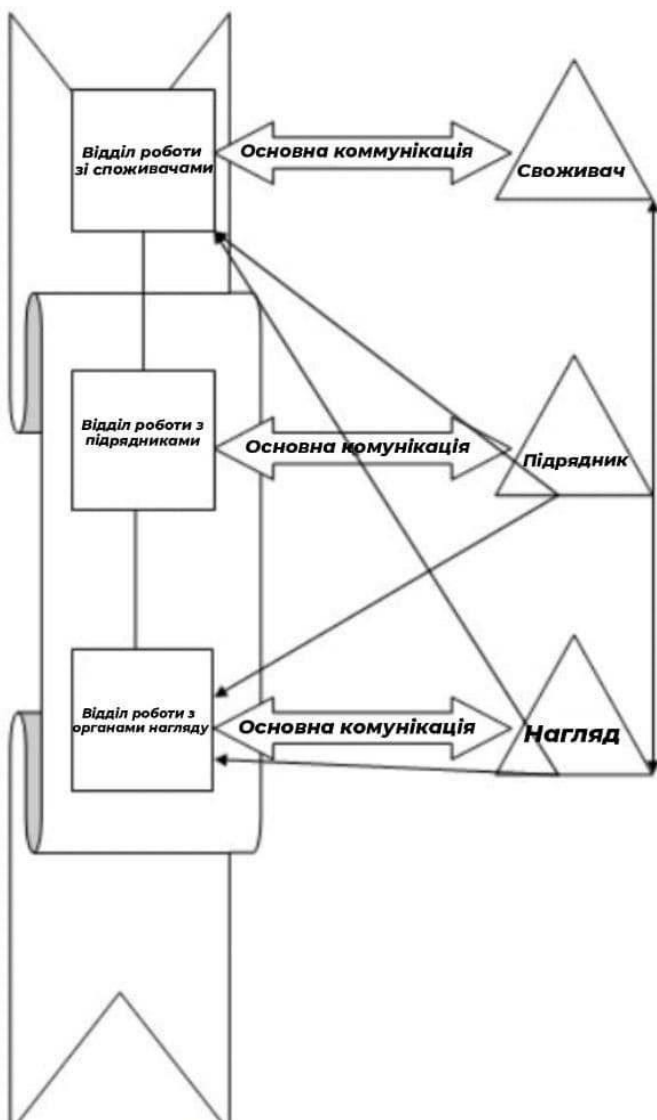 Відділ роботи
зі споживачами
Основна коммунікація
Своживач
Відділ роботи з
підрядниками
Основна комунікація
Підрядник
Відділ роботи з
органами нагляду
Основна комунікація
Нагляд